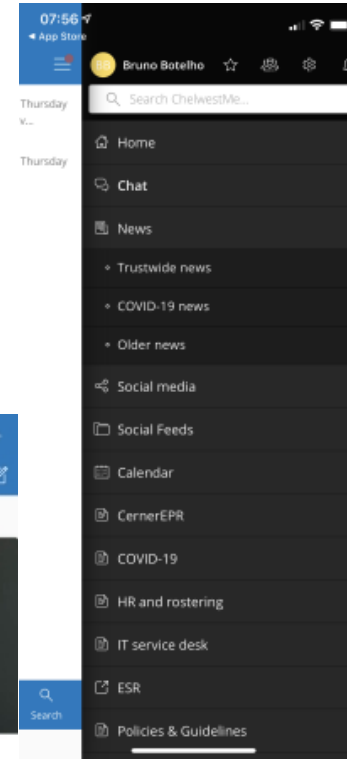 07:56
◀ App Store
BB Bruno Botelho
Search ChelwestMe...
Thursday
v...
Thursday
Home
Chat
News
Trustwide news
COVID-19 news
Older news
Social media
Social Feeds
Calendar
CernerEPR
COVID-19
HR and rostering
IT service desk
ESR
Policies & Guidelines
Search